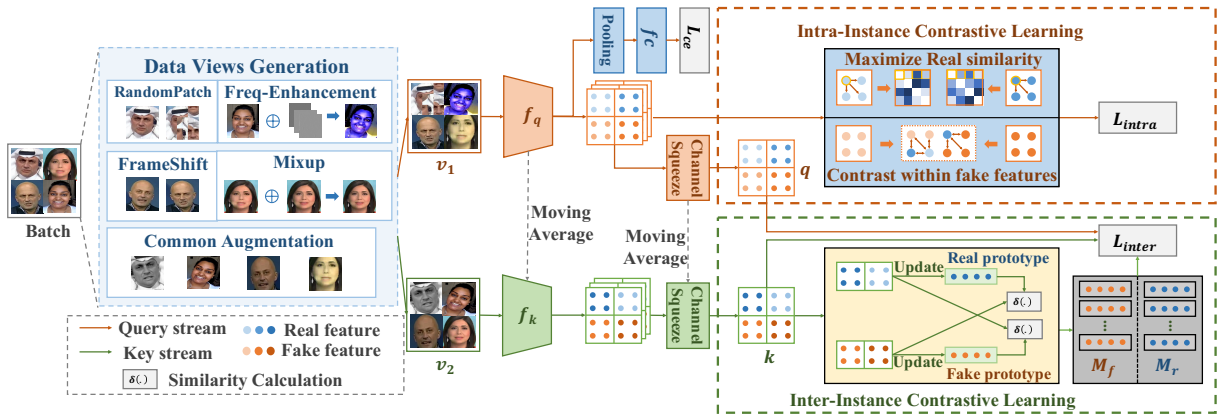 Data Views Generation
RandomPatch
Freq-Enhancement
FrameShift
Mixup
Common Augmentation
Batch
Query stream
Key stream
Real feature
Fake feature
δ(.)
Similarity Calculation
v1
v2
fq
fk
Moving
Average
Pooling
fc
Lce
Channel
Squeeze
Moving
Average
Channel
Squeeze
q
k
Intra-Instance Contrastive Learning
Maximize Real similarity
Contrast within fake features
Lintra
Linter
Update
Real prototype
δ(.)
δ(.)
Update
Fake prototype
Mf
Mr
Inter-Instance Contrastive Learning